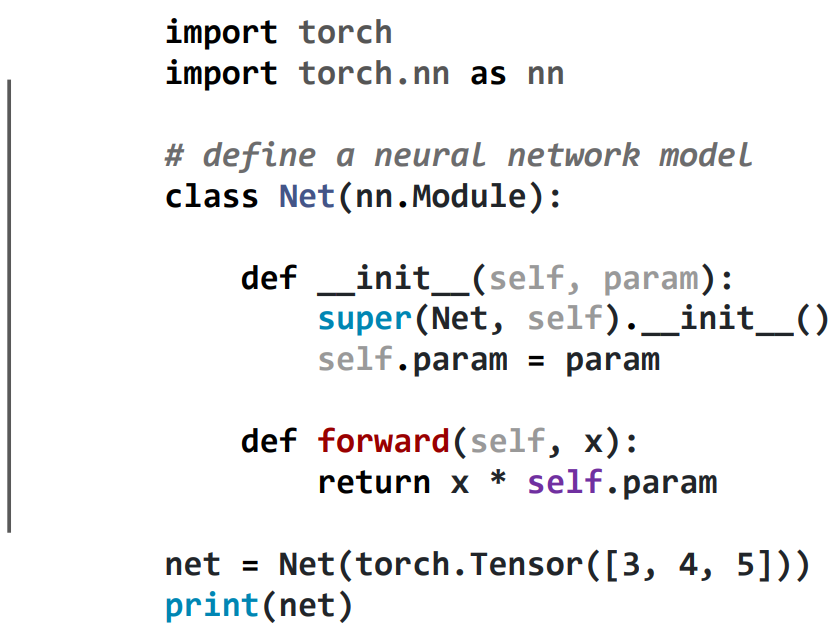 import torch
import torch.nn as nn
# define a neural network model
class Net(nn.Module):
    def __init__(self, param):
        super(Net, self).__init__()
        self.param = param
    def forward(self, x):
        return x * self.param
net = Net(torch.Tensor([3, 4, 5]))
print(net)